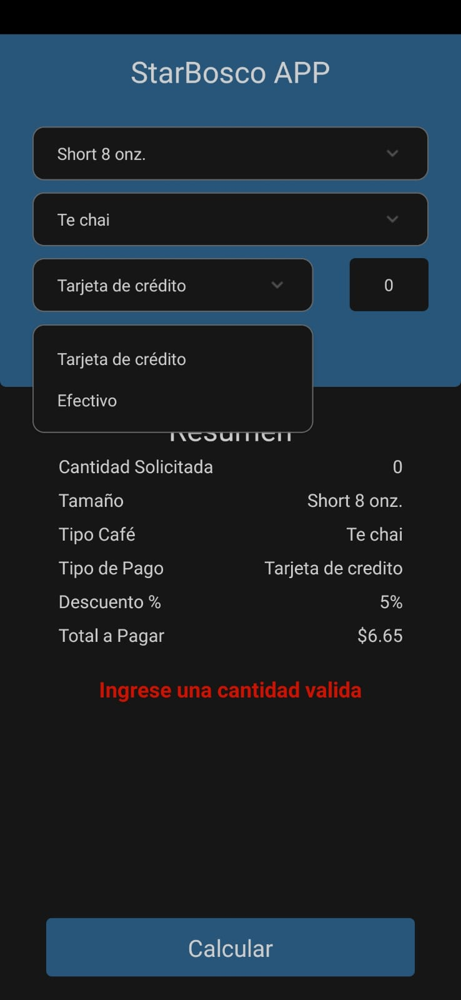 StarBosco APP
Short 8 onz.
Te chai
Tarjeta de crédito
0
Tarjeta de crédito
Efectivo
Resumen
Cantidad Solicitada 0
Tamaño Short 8 onz.
Tipo Café Te chai
Tipo de Pago Tarjeta de credito
Descuento % 5%
Total a Pagar $6.65
Ingrese una cantidad valida
Calcular